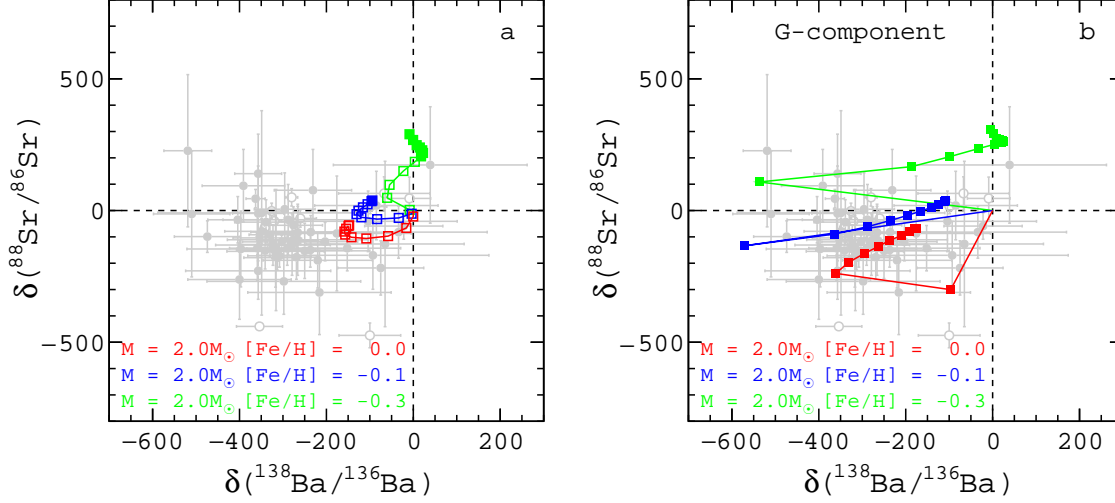 a
500
0
−500
−600
−400
−200
0
200
δ(¹³⁸Ba/¹³⁶Ba)
δ(⁸⁸Sr/⁸⁶Sr)
M = 2.0M☉ [Fe/H] = 0.0
M = 2.0M☉ [Fe/H] = −0.1
M = 2.0M☉ [Fe/H] = −0.3
G-component
b
500
0
−500
−600
−400
−200
0
200
δ(¹³⁸Ba/¹³⁶Ba)
δ(⁸⁸Sr/⁸⁶Sr)
M = 2.0M☉ [Fe/H] = 0.0
M = 2.0M☉ [Fe/H] = −0.1
M = 2.0M☉ [Fe/H] = −0.3